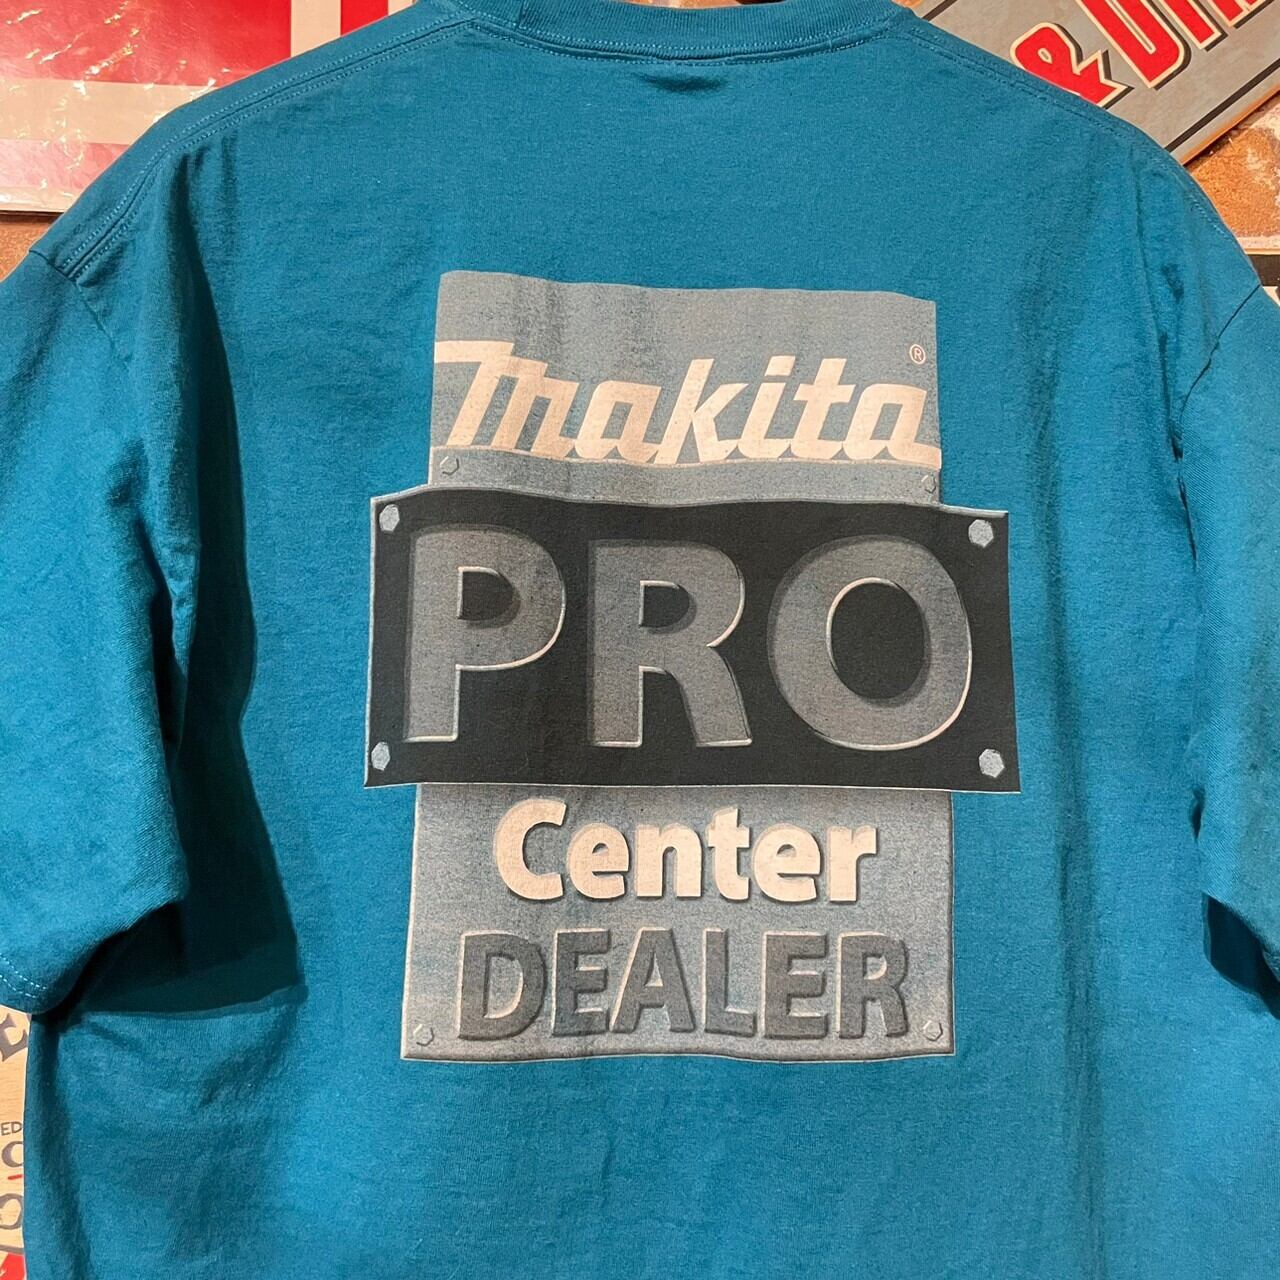 makita®
PRO
Center
DEALER
&